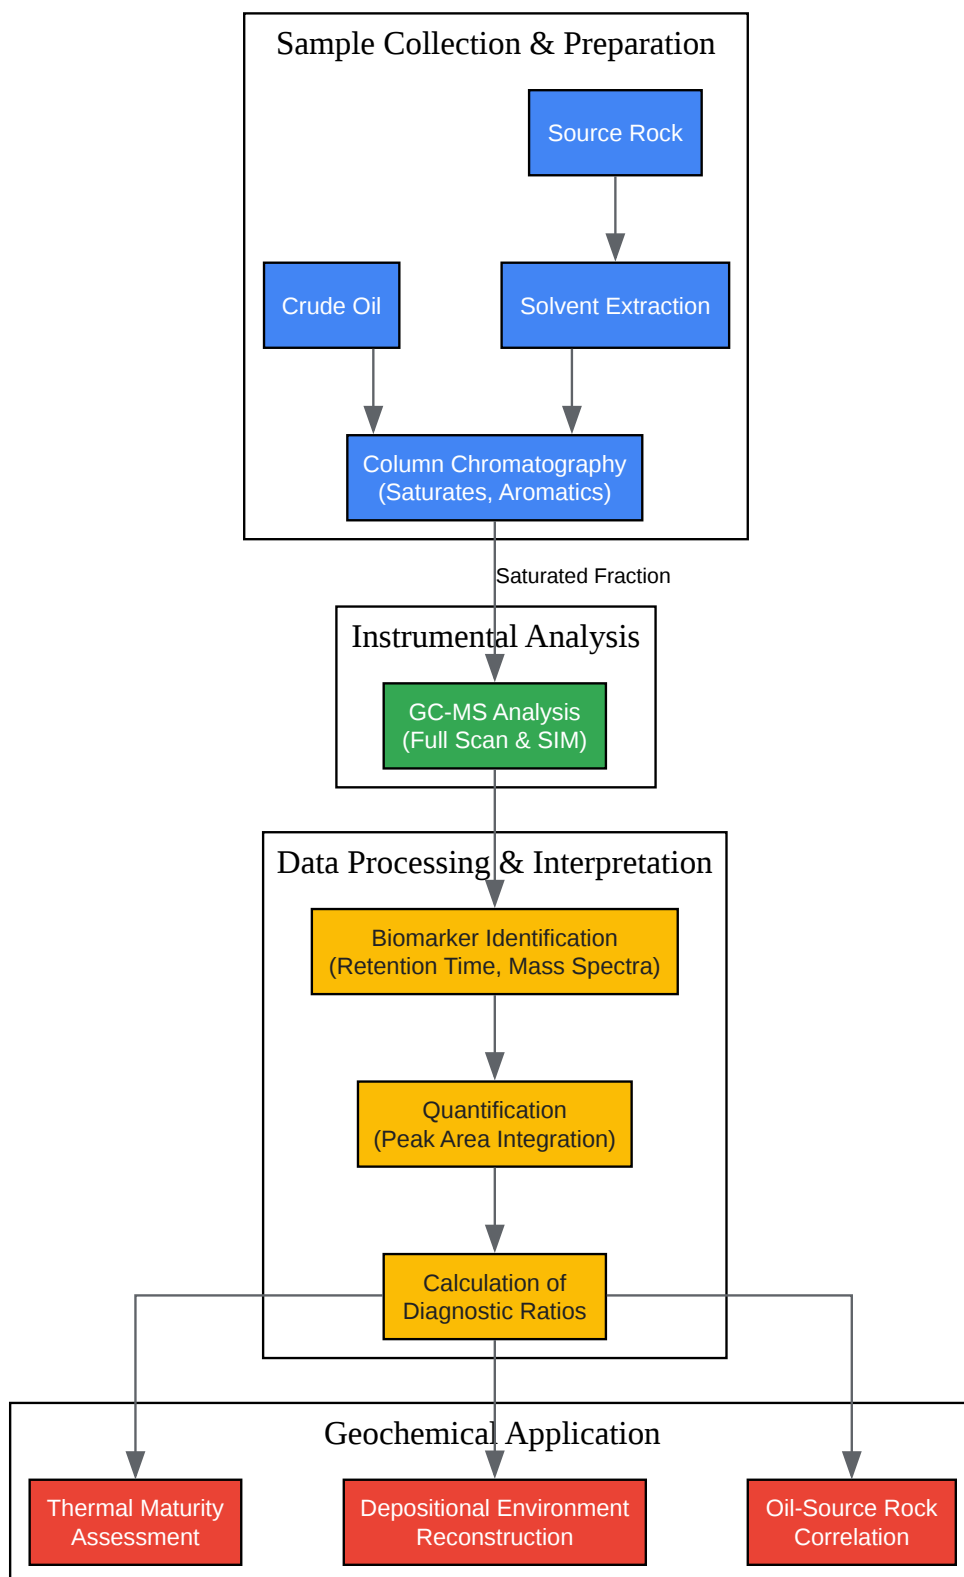 Sample Collection & Preparation
Source Rock
Crude Oil
Solvent Extraction
Column Chromatography
(Saturates, Aromatics)
Saturated Fraction
Instrumental Analysis
GC-MS Analysis
(Full Scan & SIM)
Data Processing & Interpretation
Biomarker Identification
(Retention Time, Mass Spectra)
Quantification
(Peak Area Integration)
Calculation of
Diagnostic Ratios
Geochemical Application
Thermal Maturity
Assessment
Depositional Environment
Reconstruction
Oil-Source Rock
Correlation